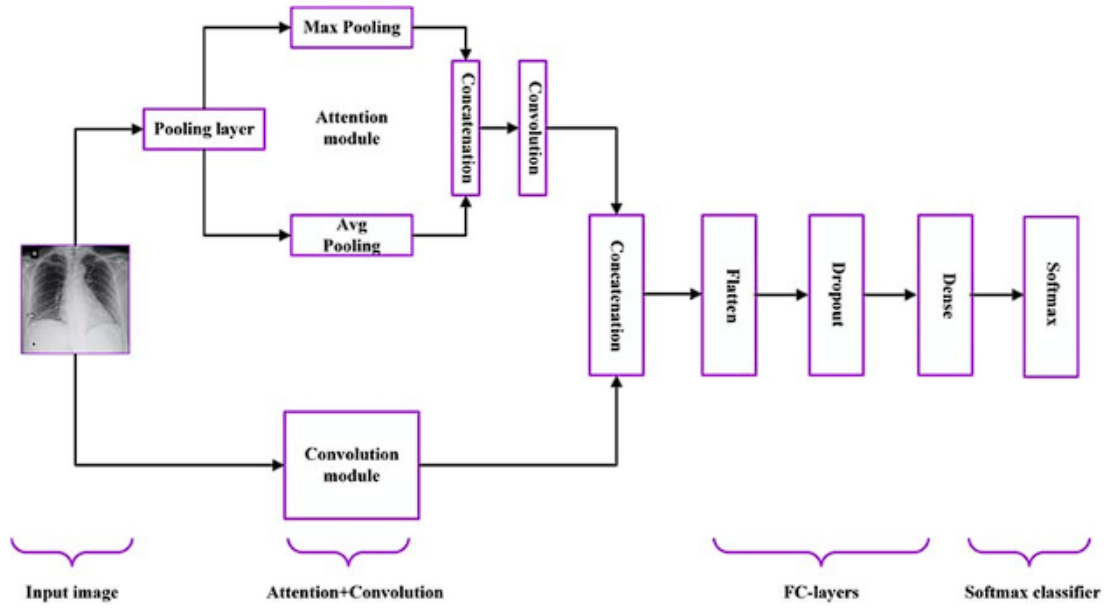 Max Pooling
Pooling layer
Attention
module
Concatenation
Convolution
Avg
Pooling
Concatenation
Flatten
Dropout
Dense
Softmax
Convolution
module
Input image
Attention+Convolution
FC-layers
Softmax classifier